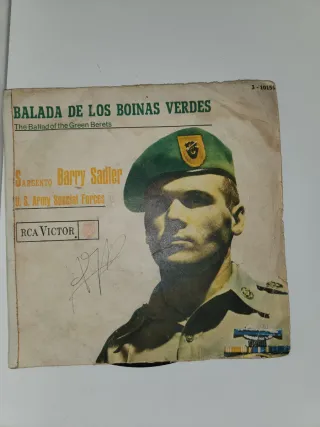 BALADA DE LOS BOINAS VERDES
The Ballad of the Green Berets
SARGENTO Barry Sadler
U. S. Army Special Forces
RCA VICTOR